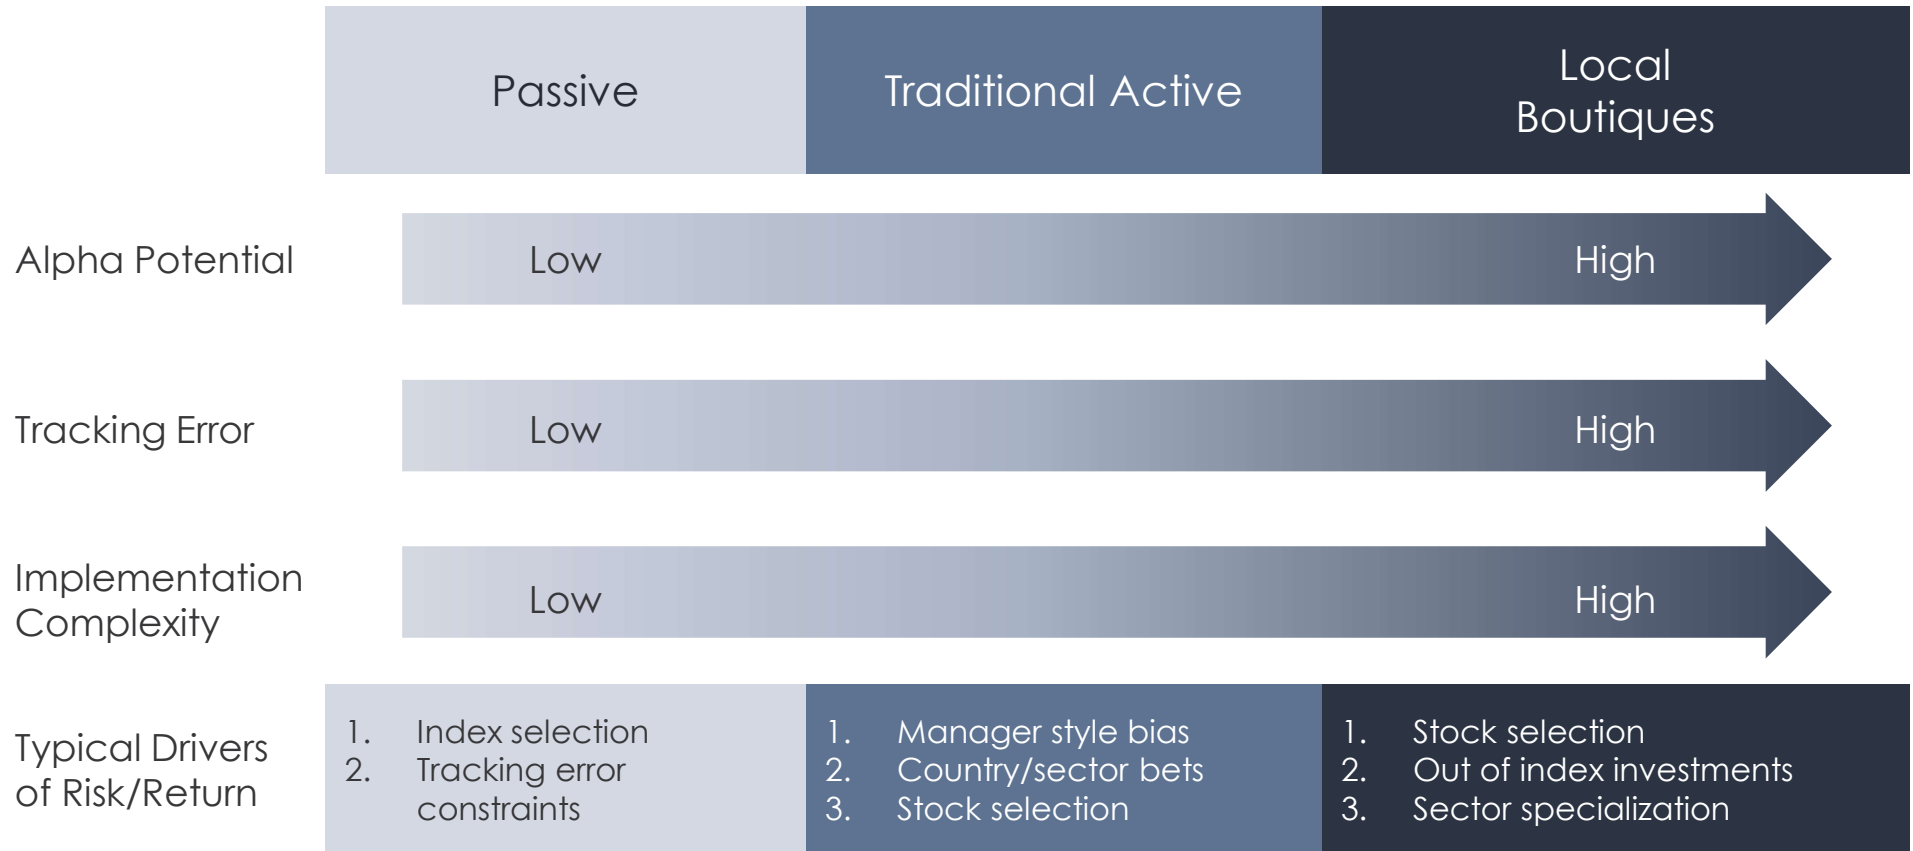 Passive
Traditional Active
Local
Boutiques
Alpha Potential
Low
High
Tracking Error
Low
High
Implementation
Complexity
Low
High
Typical Drivers
of Risk/Return
1. Index selection
2. Tracking error
constraints
1. Manager style bias
2. Country/sector bets
3. Stock selection
1. Stock selection
2. Out of index investments
3. Sector specialization